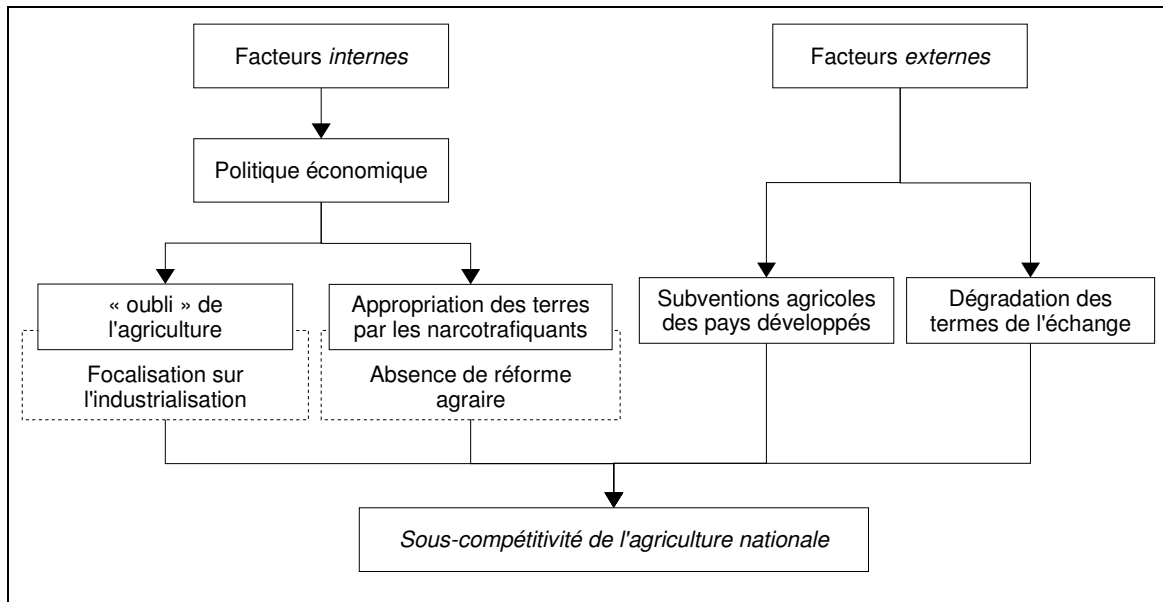 Facteurs internes
Facteurs externes
Politique économique
« oubli » de
l'agriculture
Focalisation sur
l'industrialisation
Appropriation des terres
par les narcotrafiquants
Absence de réforme
agraire
Subventions agricoles
des pays développés
Dégradation des
termes de l'échange
Sous-compétitivité de l'agriculture nationale